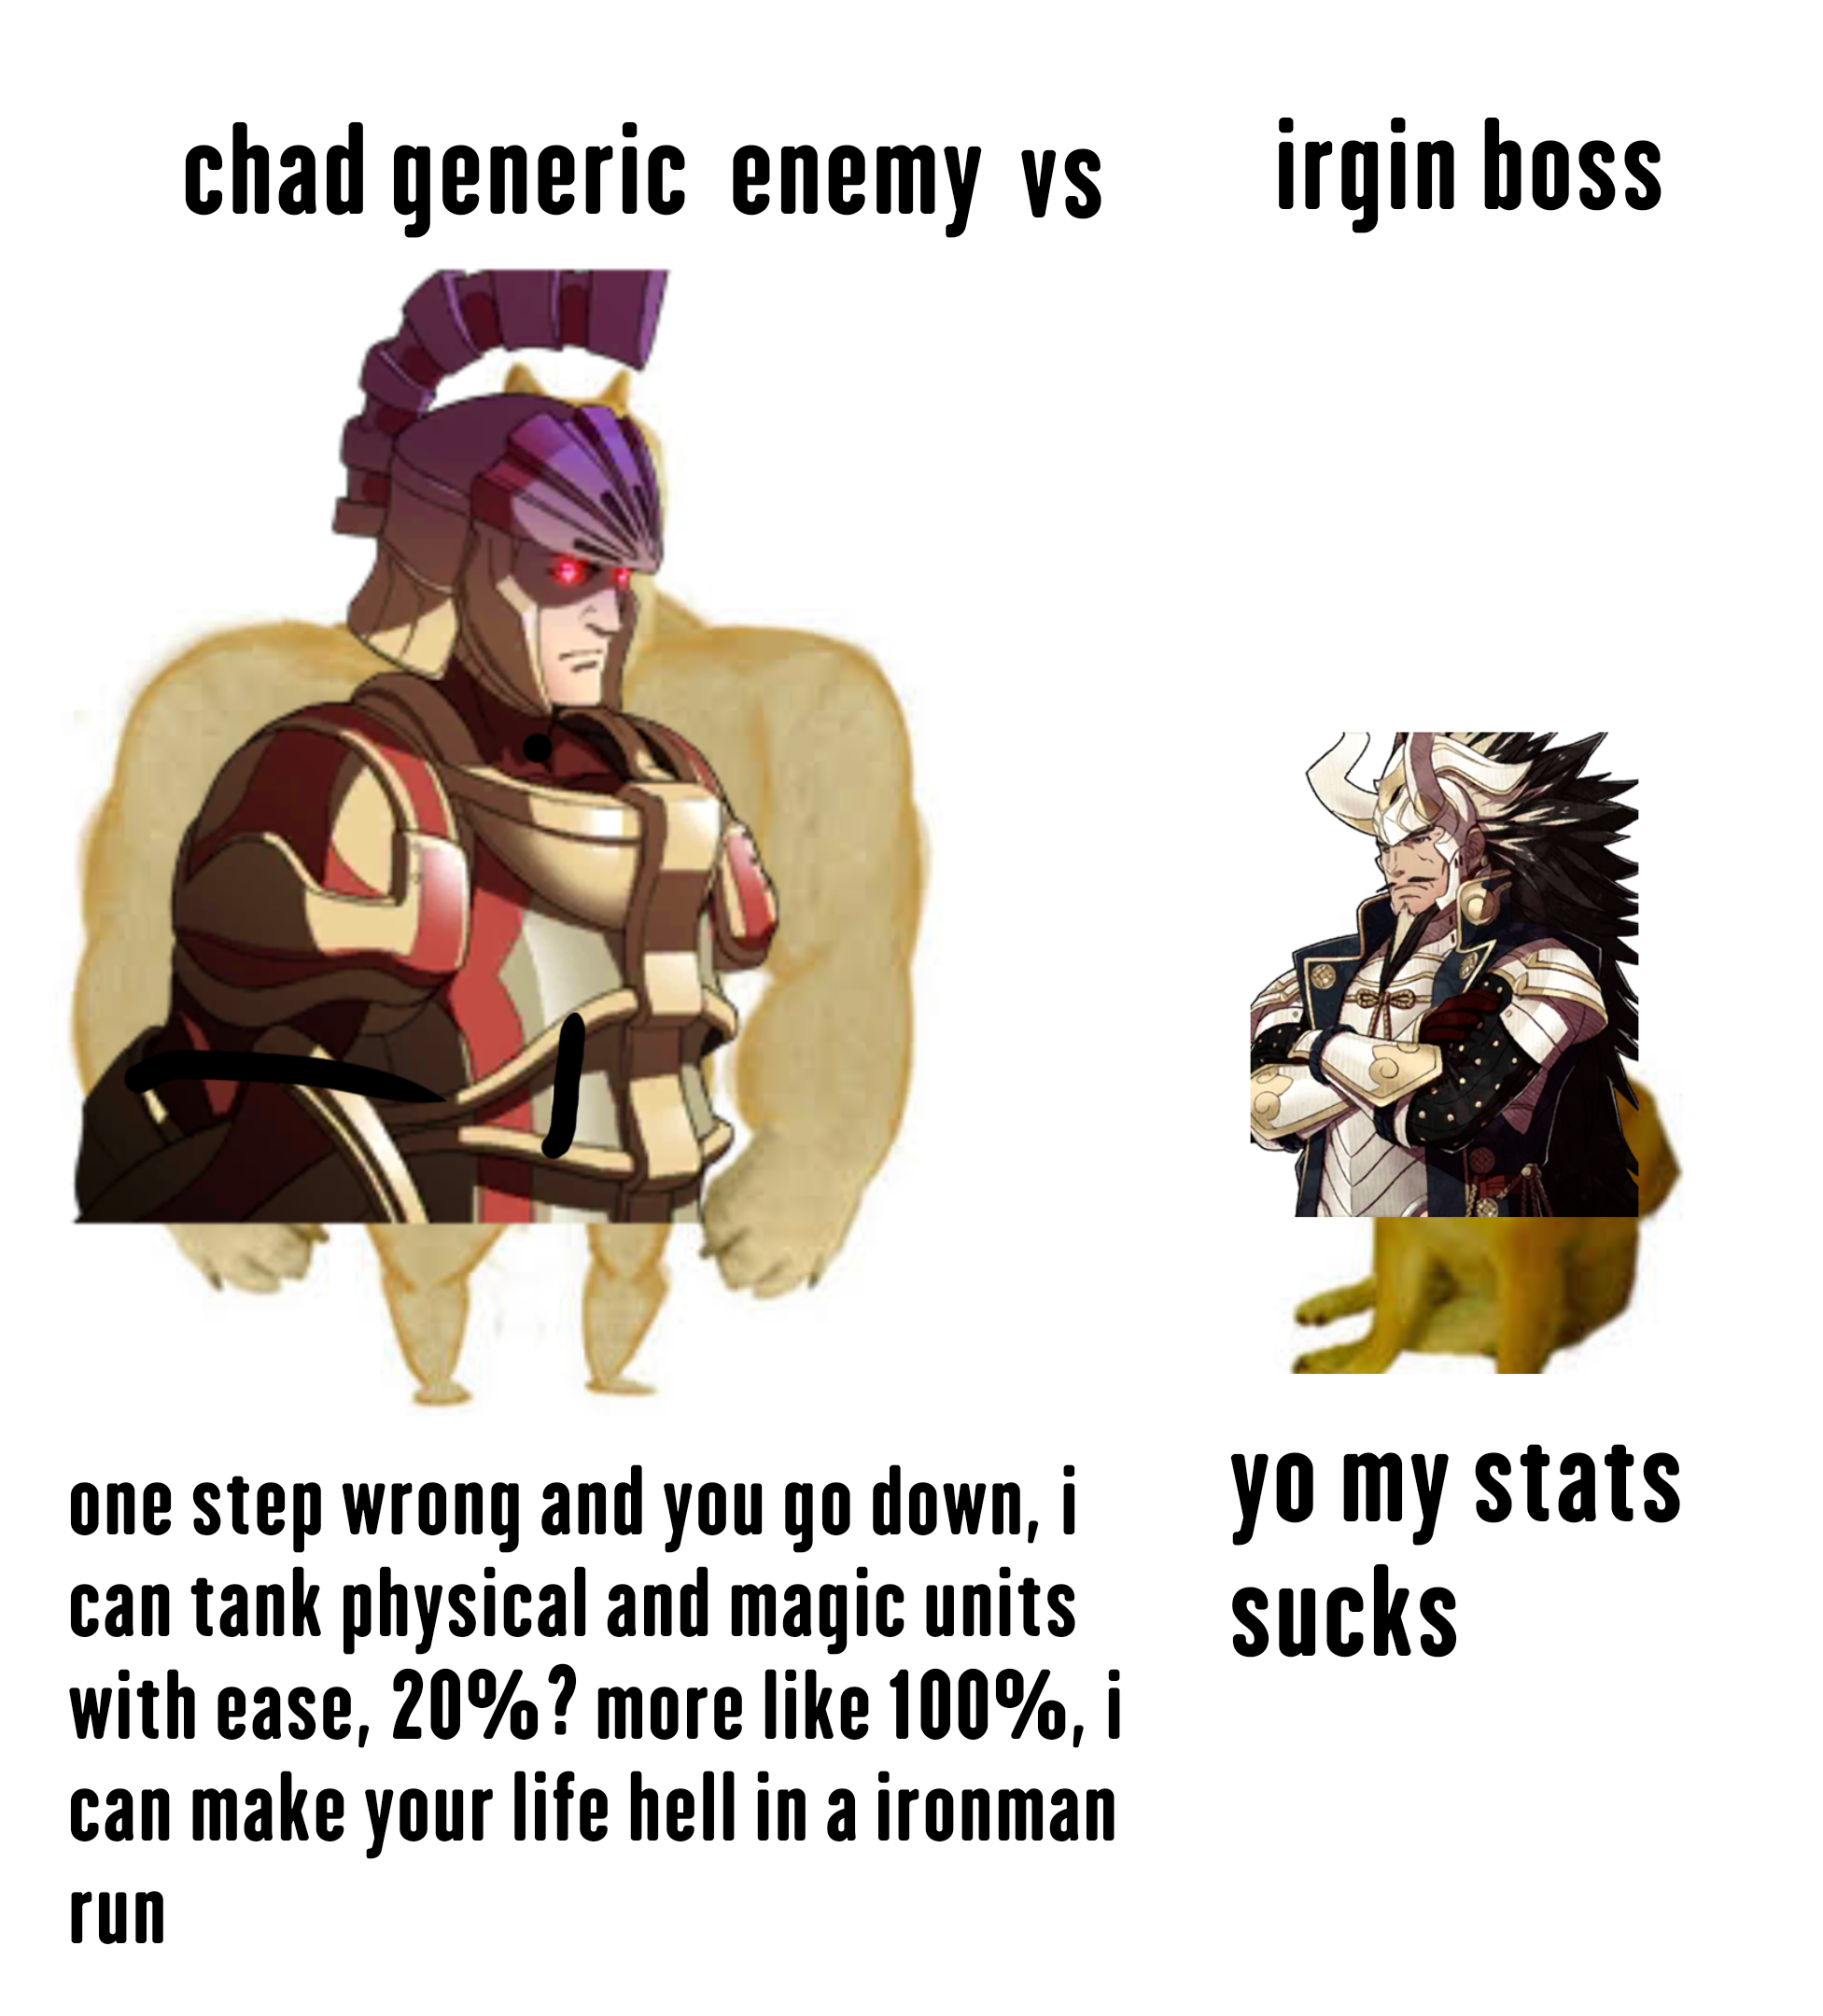 chad generic enemy vs irgin boss
one step wrong and you go down, i
can tank physical and magic units
with ease, 20%? more like 100%, i
can make your life hell in a ironman
run
yo my stats
sucks